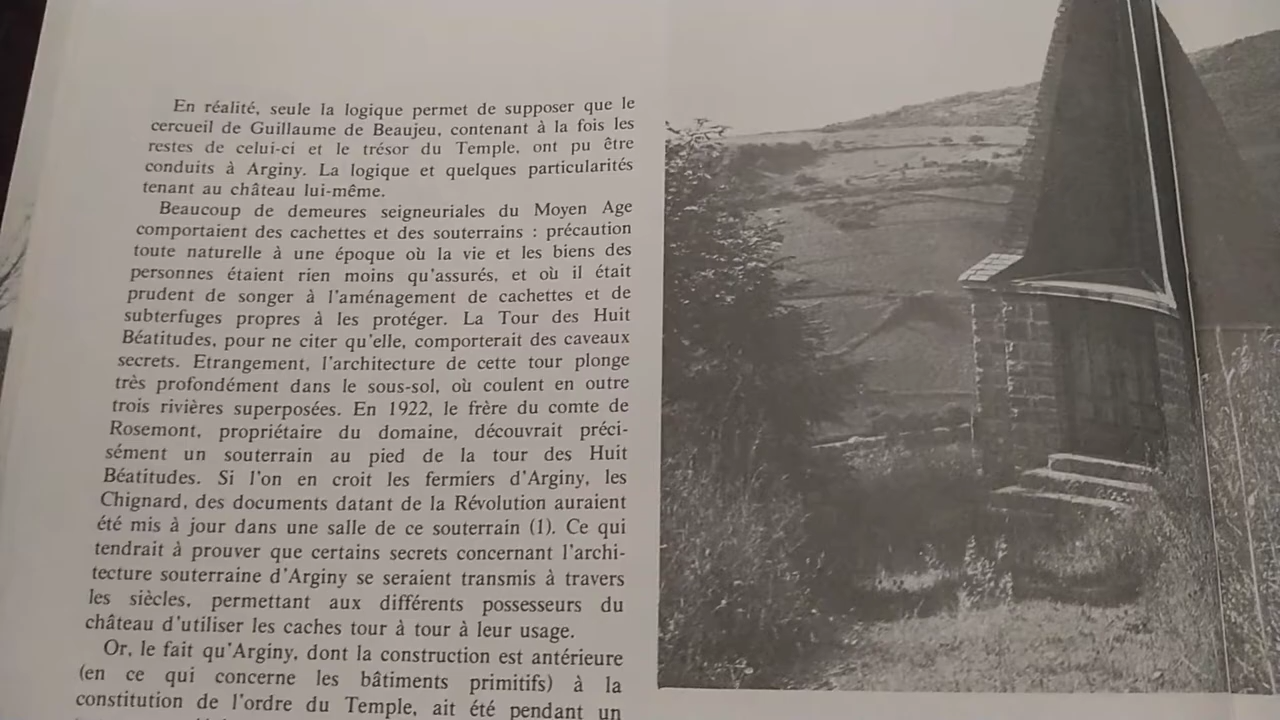 En réalité, seule la logique permet de supposer que le
cercueil de Guillaume de Beaujeu, contenant à la fois les
restes de celui-ci et le trésor du Temple, ont pu être
conduits à Arginy. La logique et quelques particularités
tenant au château lui-même.
Beaucoup de demeures seigneuriales du Moyen Age
comportaient des cachettes et des souterrains : précaution
toute naturelle à une époque où la vie et les biens des
personnes étaient rien moins qu'assurés, et où il était
prudent de songer à l'aménagement de cachettes et de
subterfuges propres à les protéger. La Tour des Huit
Béatitudes, pour ne citer qu'elle, comporterait des caveaux
secrets. Etrangement, l'architecture de cette tour plonge
très profondément dans le sous-sol, où coulent en outre
trois rivières superposées. En 1922, le frère du comte de
Rosemont, propriétaire du domaine, découvrait préci-
sément un souterrain au pied de la tour des Huit
Béatitudes. Si l'on en croit les fermiers d'Arginy, les
Chignard, des documents datant de la Révolution auraient
été mis à jour dans une salle de ce souterrain (1). Ce qui
tendrait à prouver que certains secrets concernant l'archi-
tecture souterraine d'Arginy se seraient transmis à travers
les siècles, permettant aux différents possesseurs du
château d'utiliser les caches tour à tour à leur usage.
Or, le fait qu'Arginy, dont la construction est antérieure
(en ce qui concerne les bâtiments primitifs) à la
constitution de l'ordre du Temple, ait été pendant un